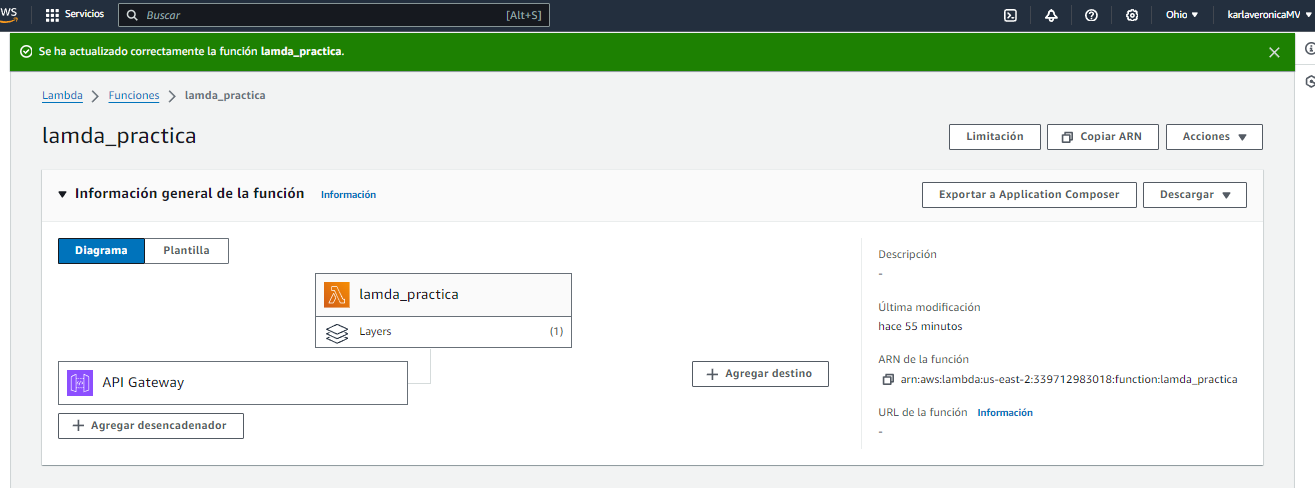 aws Servicios Buscar [Alt+S] Ohio karlaveronicaMV
Se ha actualizado correctamente la función lamda_practica.
Lambda Funciones lamda_practica
lamda_practica
Limitación Copiar ARN Acciones
Información general de la función Información
Exportar a Application Composer Descargar
Diagrama Plantilla
lamda_practica
Layers (1)
API Gateway
Agregar desencadenador
Agregar destino
Descripción
-
Última modificación
hace 55 minutos
ARN de la función
arn:aws:lambda:us-east-2:339712983018:function:lamda_practica
URL de la función Información
-